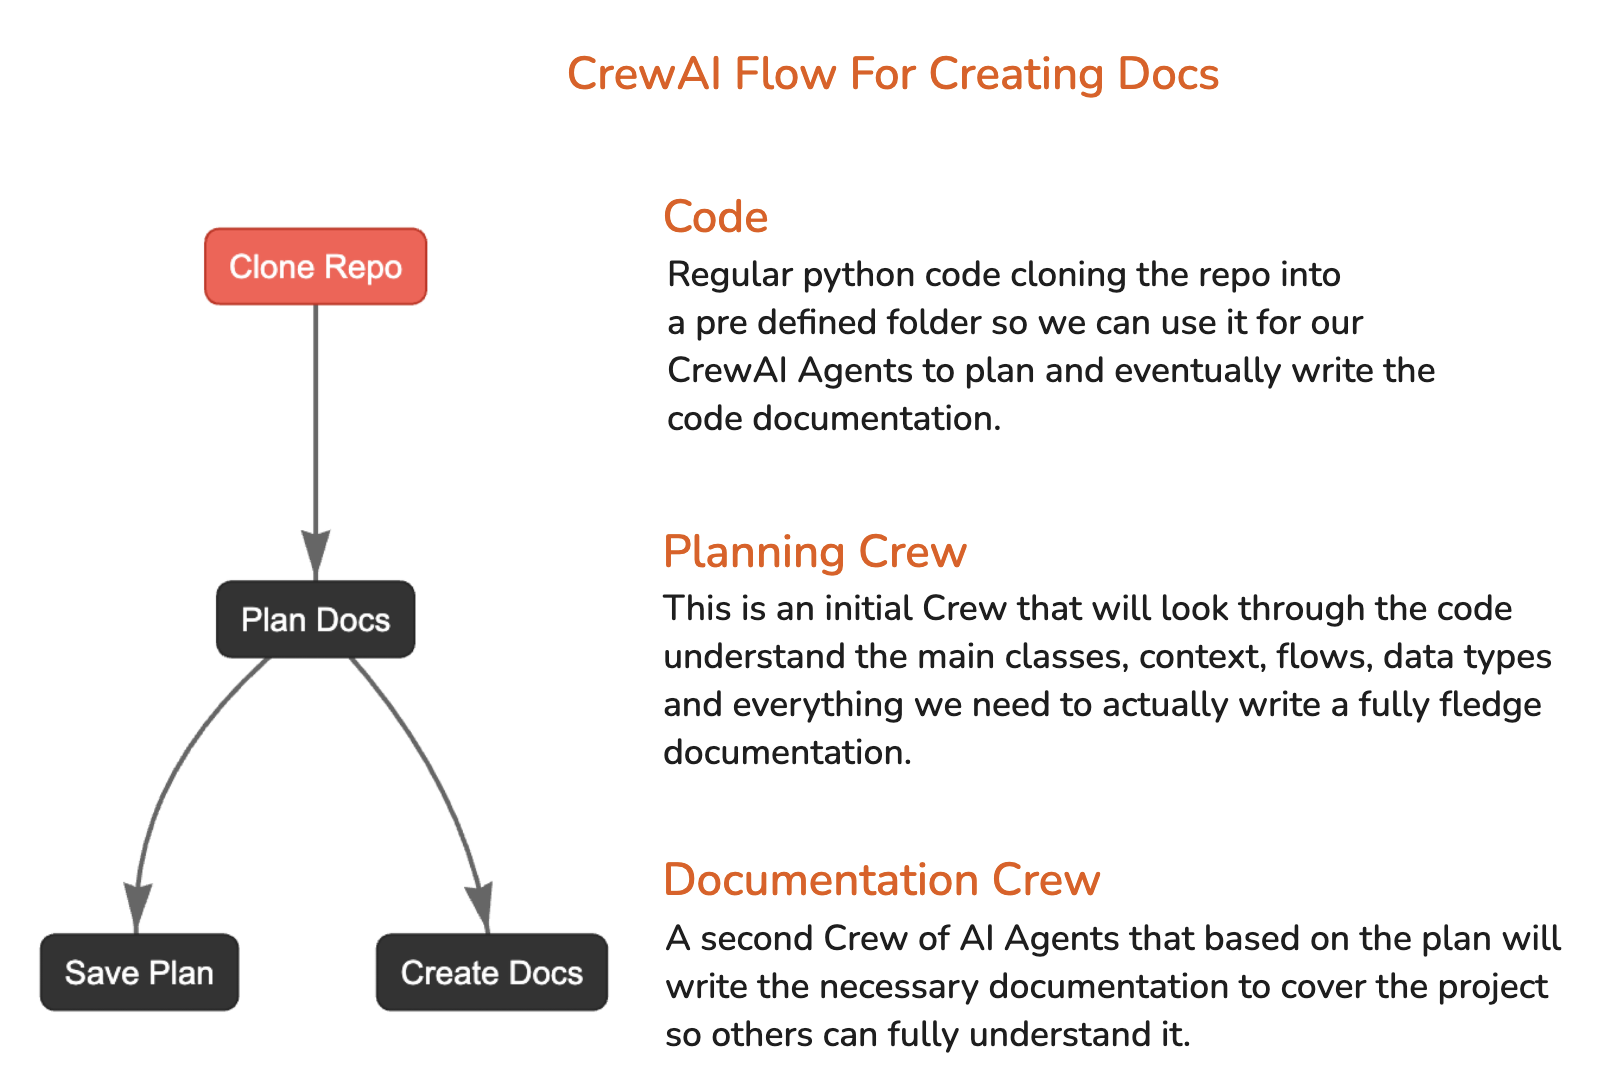 CrewAI Flow For Creating Docs
Clone Repo
Plan Docs
Save Plan
Create Docs
Code
Regular python code cloning the repo into
a pre defined folder so we can use it for our
CrewAI Agents to plan and eventually write the
code documentation.
Planning Crew
This is an initial Crew that will look through the code
understand the main classes, context, flows, data types
and everything we need to actually write a fully fledge
documentation.
Documentation Crew
A second Crew of AI Agents that based on the plan will
write the necessary documentation to cover the project
so others can fully understand it.